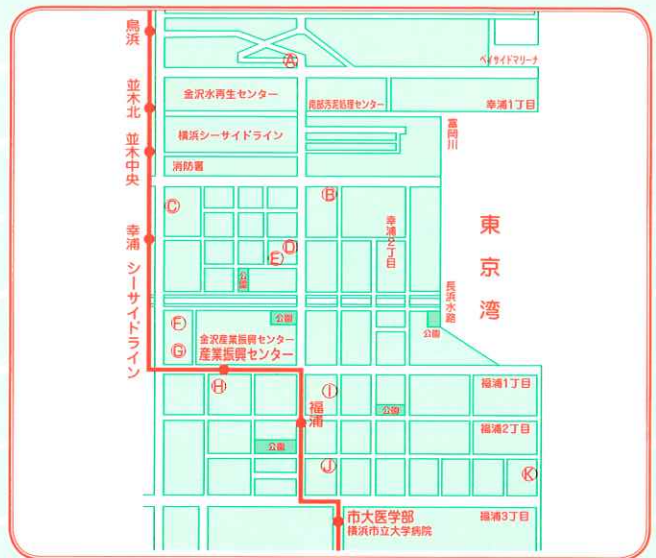 鳥浜
Ⓐ
ベイサイドマリーナ
並木北
金沢水再生センター
南部汚泥処理センター
幸浦1丁目
横浜シーサイドライン
富岡川
並木中央
消防署
Ⓒ
Ⓑ
幸浦2丁目
東京湾
幸浦
Ⓓ
Ⓔ
公園
シーサイドライン
長浜水路
Ⓕ
公園
公園
金沢産業振興センター
産業振興センター
Ⓖ
Ⓗ
Ⓘ
福浦1丁目
公園
福浦
福浦2丁目
公園
Ⓙ
Ⓚ
市大医学部
横浜市立大学病院
福浦3丁目